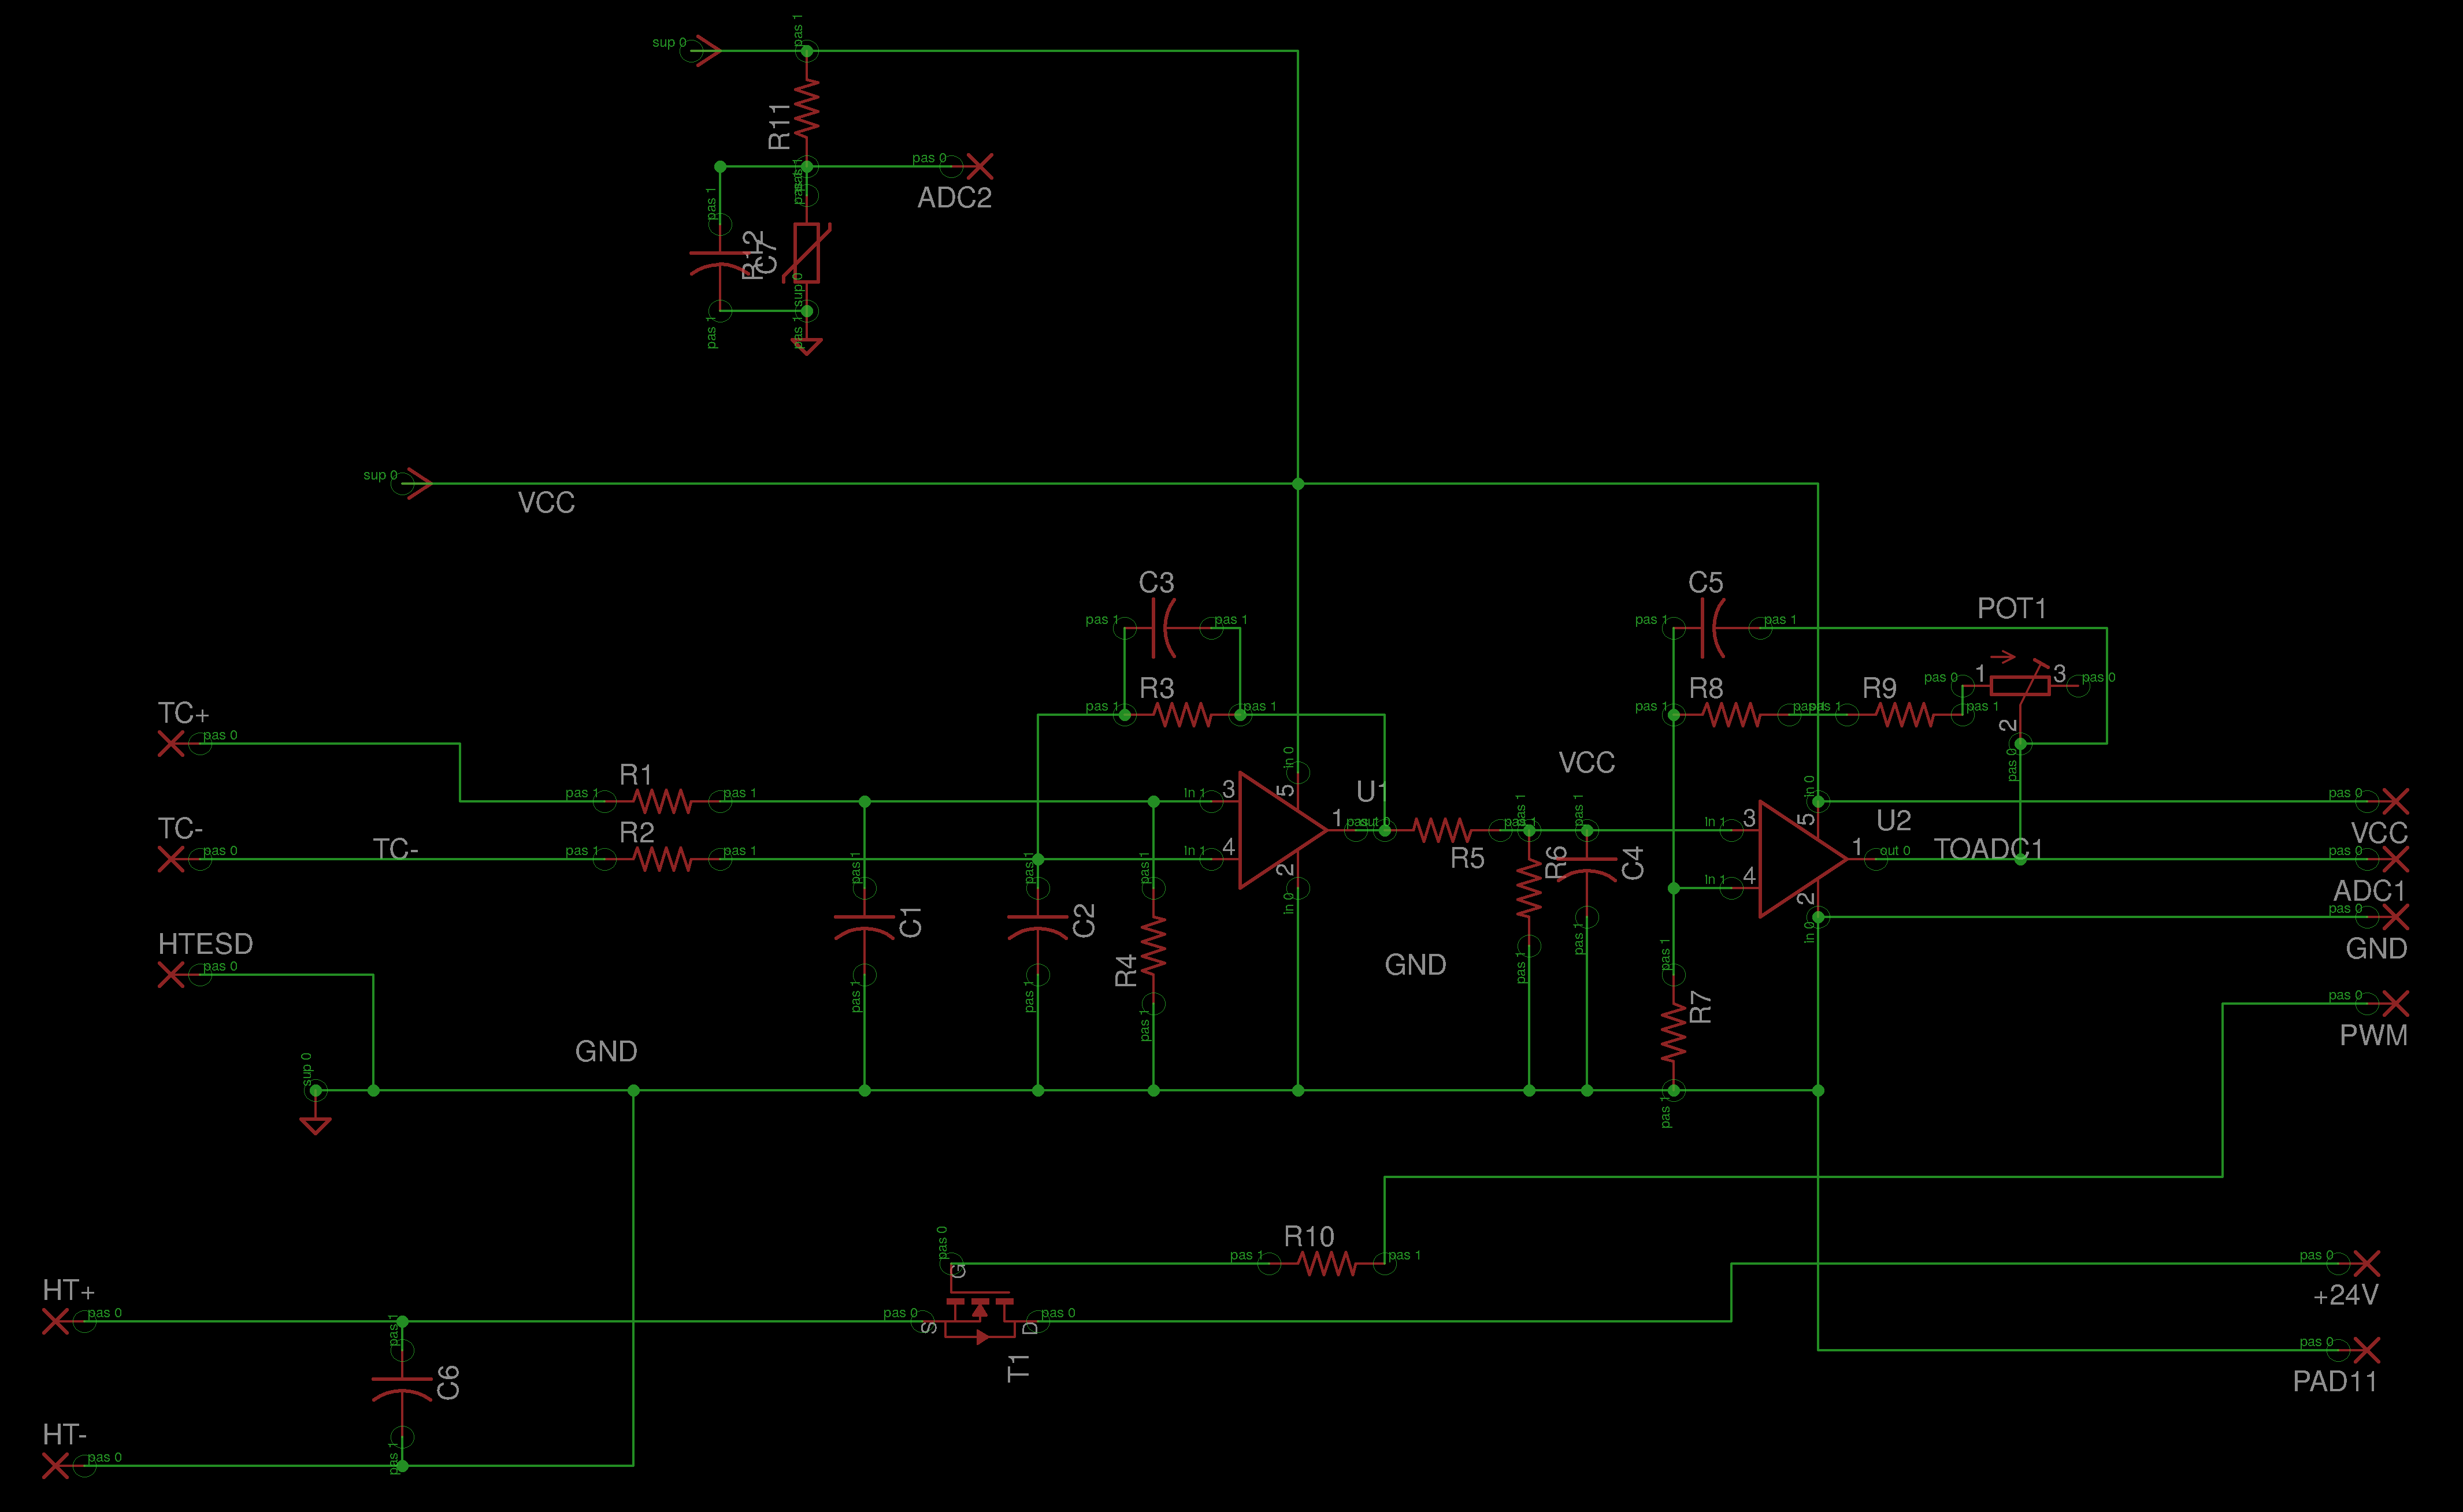 pas 1
sup 0
R11
pas 1
pas 0
ADC2
pas 1
R12
C7
sup 0
pas 1
pas 1
sup 0
VCC
C3
C5
POT1
pas 1
pas 1
pas 1
pas 1
R3
R8
R9
pas 0
1
3
pas 0
pas 1
pas 1
pas 1
pas 1
pas 1
pas 1
2
pas 0
TC+
pas 0
in 0
VCC
R1
pas 1
pas 1
in 1
3
5
U1
in 0
pas 0
TC-
pas 0
TC-
R2
pas 1
pas 1
in 1
4
2
1
pas 1
out 0
R5
pas 1
pas 1
pas 1
R6
C4
in 1
3
5
U2
VCC
1
out 0
TOADC1
pas 0
ADC1
in 1
4
2
pas 0
GND
in 0
pas 1
pas 1
pas 1
C1
C2
R4
in 0
HTESD
pas 0
GND
pas 1
pas 1
pas 1
pas 1
pas 1
pas 1
R7
pas 0
PWM
GND
sup 0
pas 1
pas 0
G
R10
pas 1
pas 1
pas 0
+24V
HT+
pas 0
pas 1
pas 0
S
D
pas 0
T1
pas 0
PAD11
C6
HT-
pas 0
pas 1